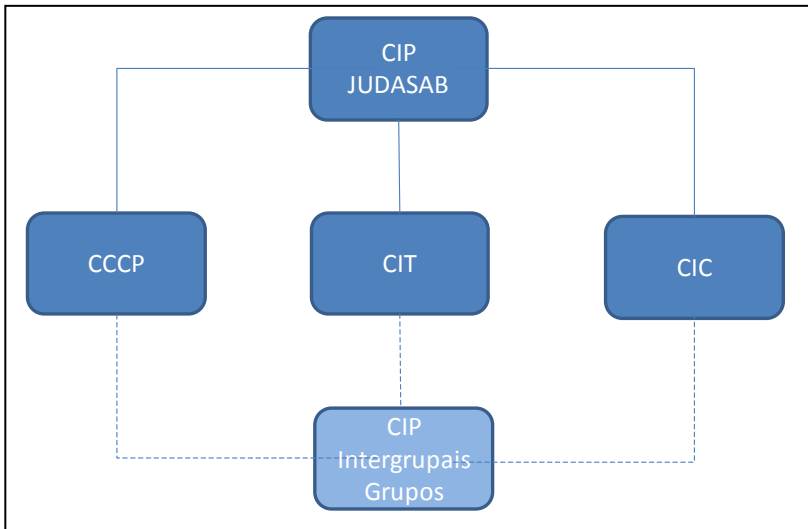 CIP
JUDASAB
CCCP
CIT
CIC
CIP
Intergrupais
Grupos